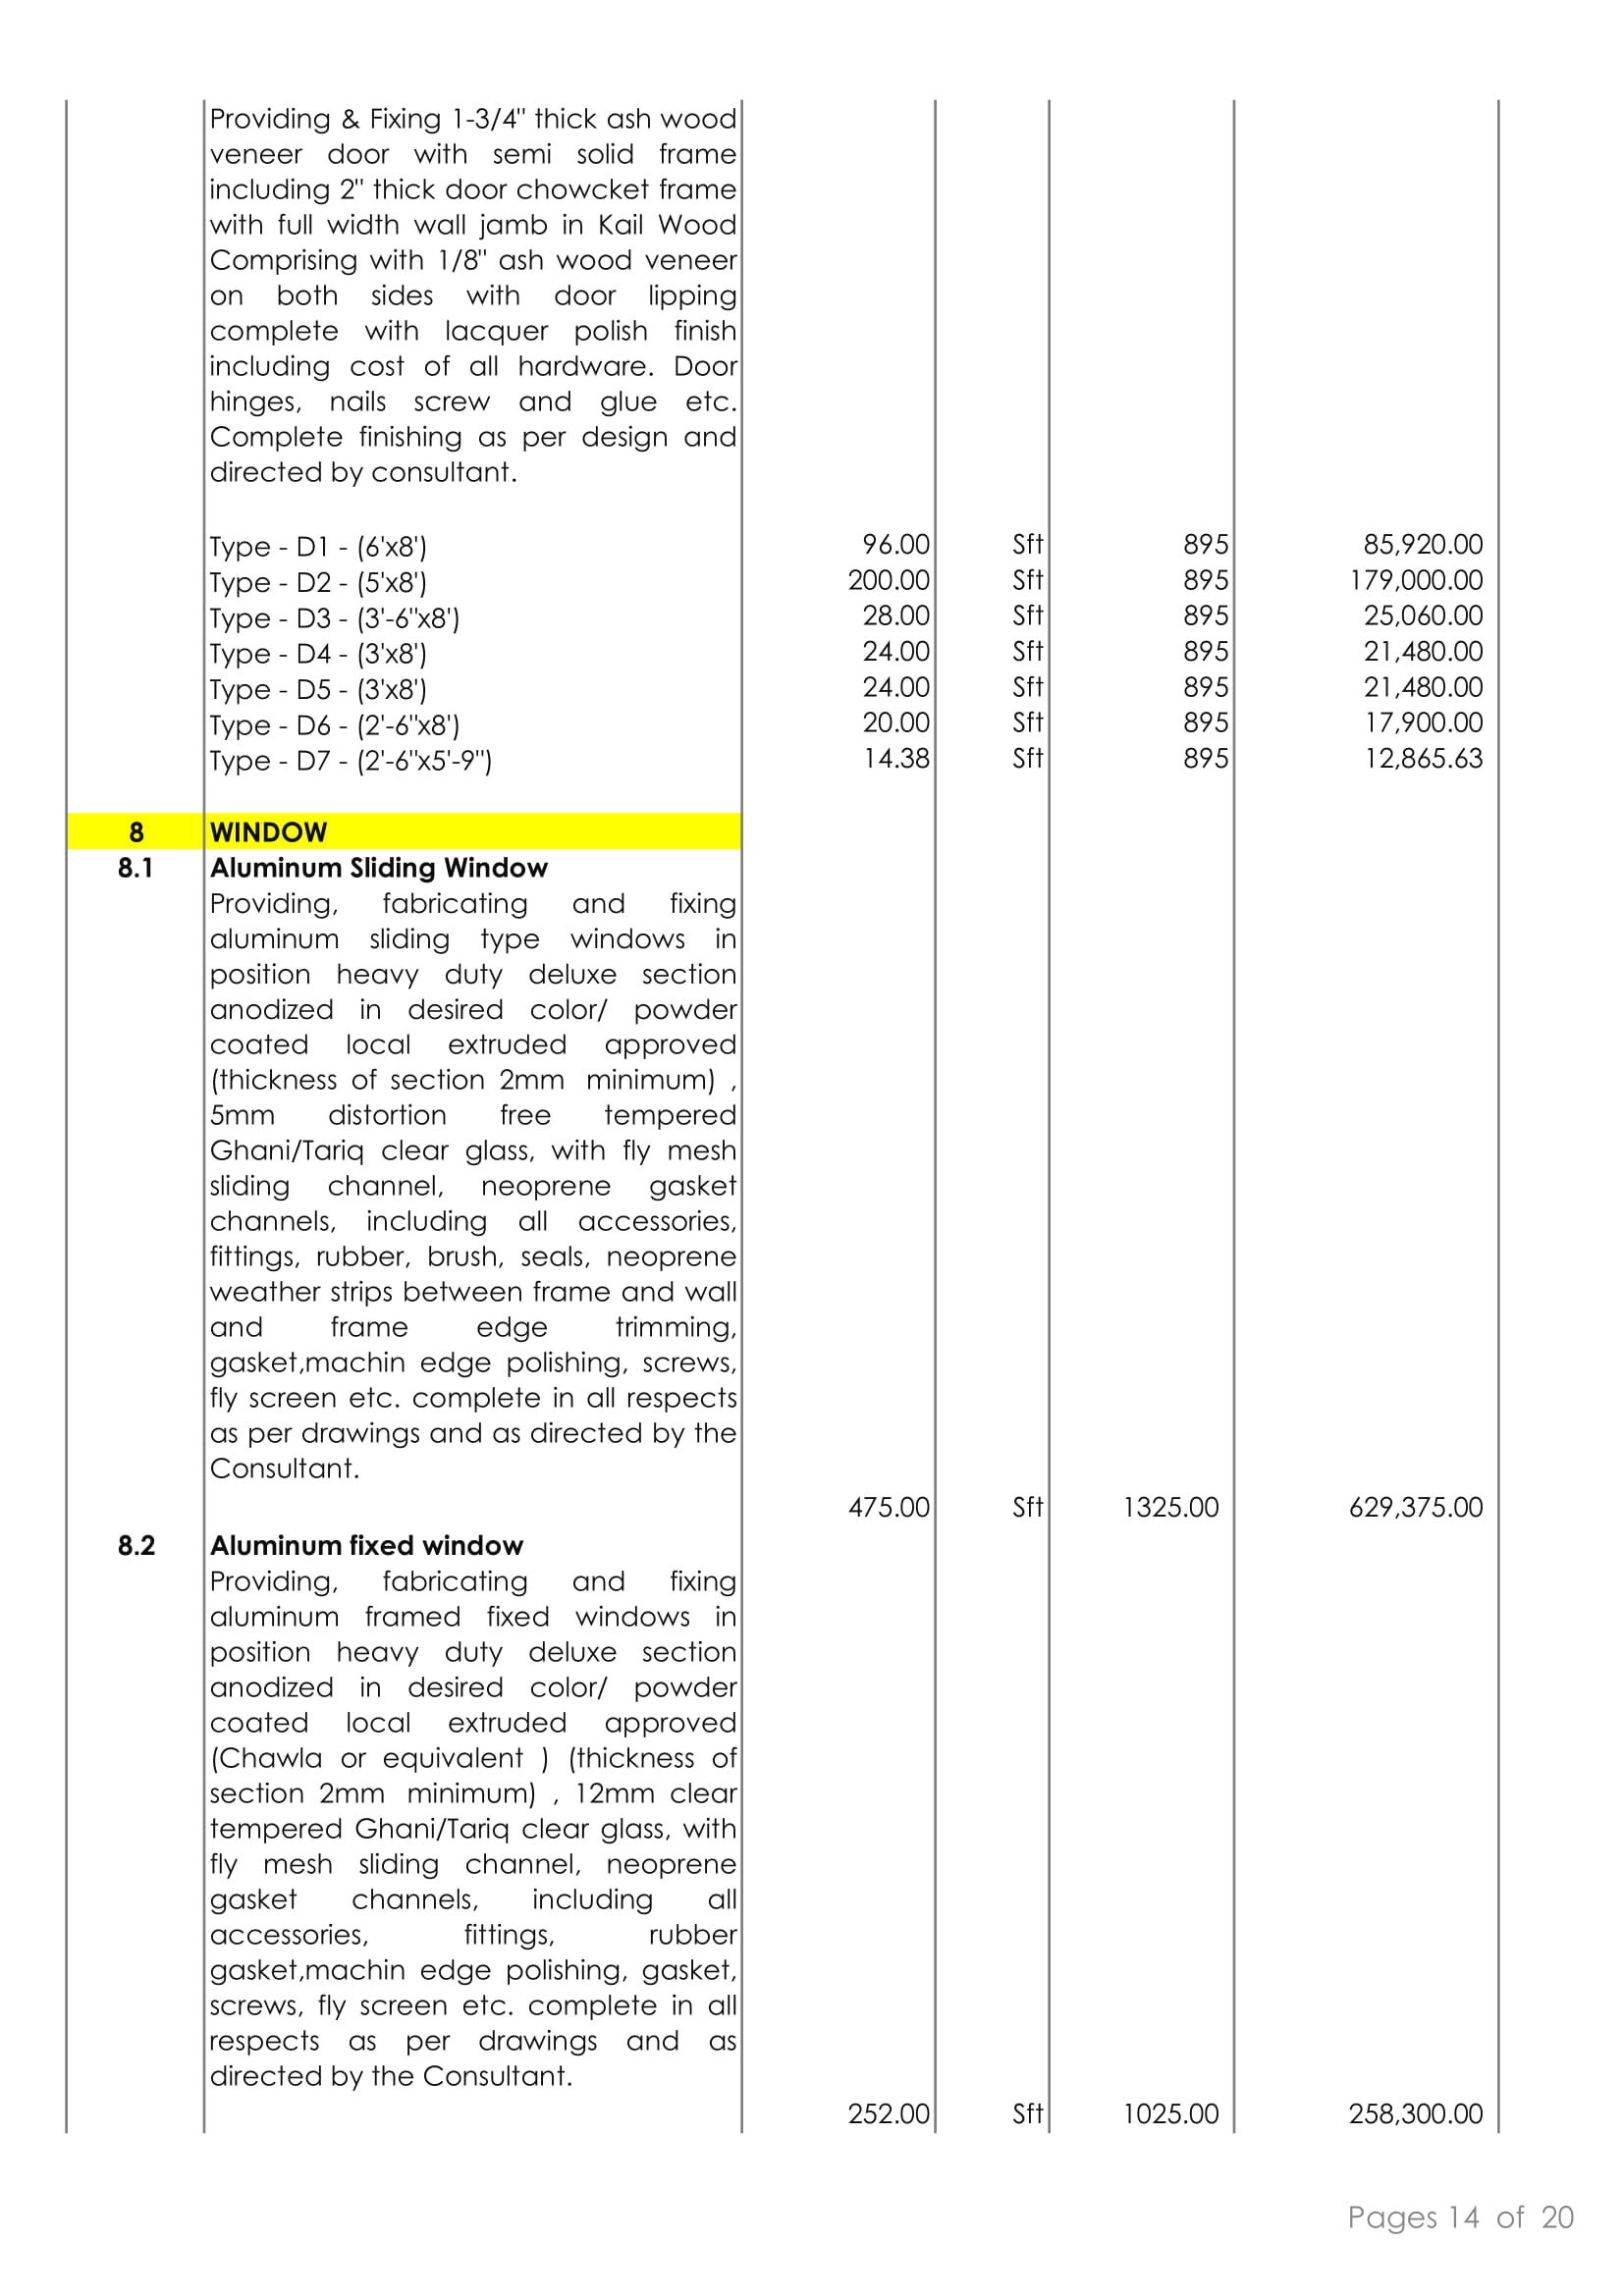 Providing & Fixing 1-3/4" thick ash wood
veneer door with semi solid frame
including 2" thick door chowcket frame
with full width wall jamb in Kail Wood
Comprising with 1/8" ash wood veneer
on both sides with door lipping
complete with lacquer polish finish
including cost of all hardware. Door
hinges, nails screw and glue etc.
Complete finishing as per design and
directed by consultant.
Type - D1 - (6'x8') 96.00 Sft 895 85,920.00
Type - D2 - (5'x8') 200.00 Sft 895 179,000.00
Type - D3 - (3'-6"x8') 28.00 Sft 895 25,060.00
Type - D4 - (3'x8') 24.00 Sft 895 21,480.00
Type - D5 - (3'x8') 24.00 Sft 895 21,480.00
Type - D6 - (2'-6"x8') 20.00 Sft 895 17,900.00
Type - D7 - (2'-6"x5'-9") 14.38 Sft 895 12,865.63
8 WINDOW
8.1 Aluminum Sliding Window
Providing, fabricating and fixing
aluminum sliding type windows in
position heavy duty deluxe section
anodized in desired color/ powder
coated local extruded approved
(thickness of section 2mm minimum) ,
5mm distortion free tempered
Ghani/Tariq clear glass, with fly mesh
sliding channel, neoprene gasket
channels, including all accessories,
fittings, rubber, brush, seals, neoprene
weather strips between frame and wall
and frame edge trimming,
gasket,machin edge polishing, screws,
fly screen etc. complete in all respects
as per drawings and as directed by the
Consultant.
475.00 Sft 1325.00 629,375.00
8.2 Aluminum fixed window
Providing, fabricating and fixing
aluminum framed fixed windows in
position heavy duty deluxe section
anodized in desired color/ powder
coated local extruded approved
(Chawla or equivalent ) (thickness of
section 2mm minimum) , 12mm clear
tempered Ghani/Tariq clear glass, with
fly mesh sliding channel, neoprene
gasket channels, including all
accessories, fittings, rubber
gasket,machin edge polishing, gasket,
screws, fly screen etc. complete in all
respects as per drawings and as
directed by the Consultant.
252.00 Sft 1025.00 258,300.00
Pages 14 of 20